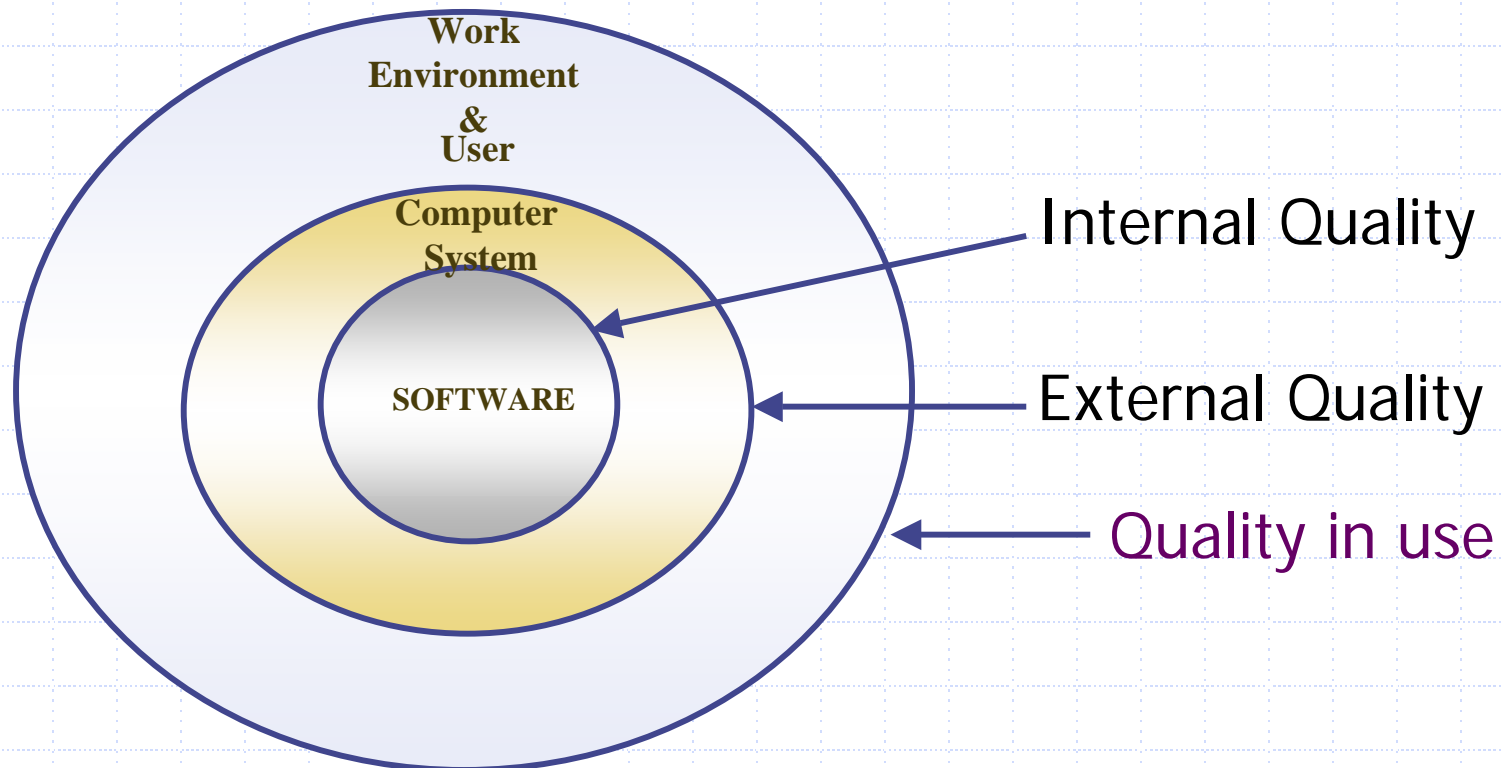 Work
Environment
&
User
Computer
System
SOFTWARE
Internal Quality
External Quality
Quality in use